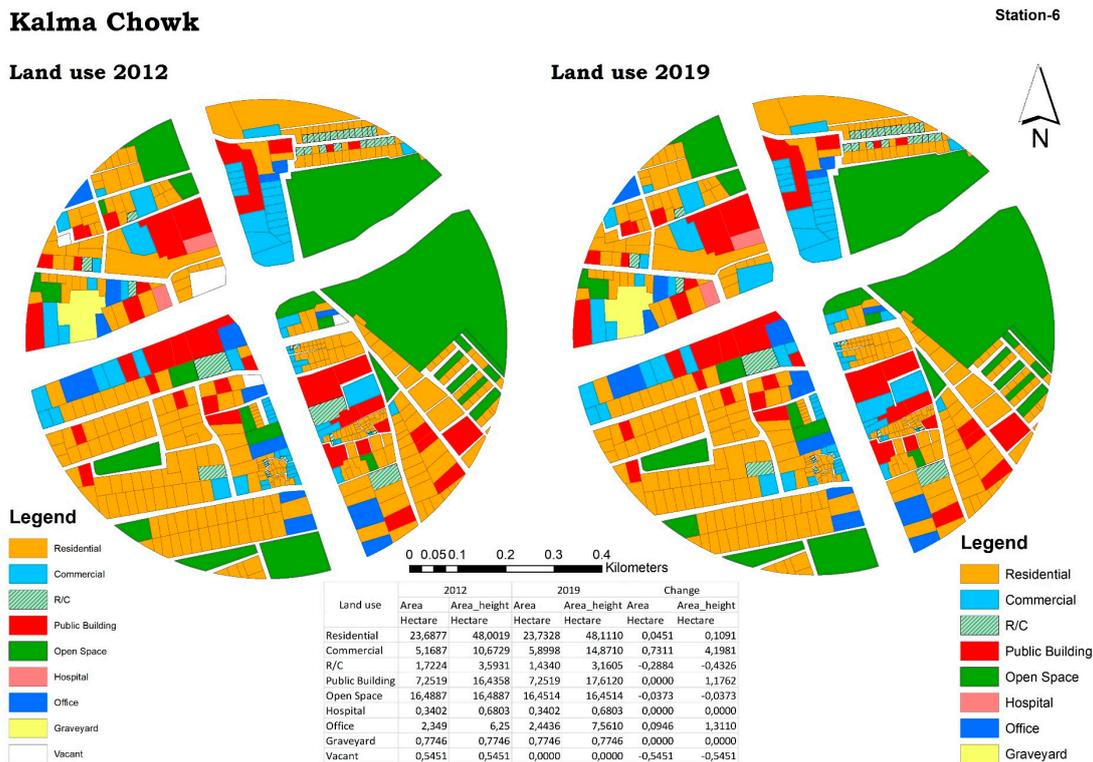 Kalma Chowk
Station-6
Land use 2012
Land use 2019
N
Legend
Residential
Commercial
R/C
Public Building
Open Space
Hospital
Office
Graveyard
Vacant
0 0.05 0.1 0.2 0.3 0.4
Kilometers
Legend
Residential
Commercial
R/C
Public Building
Open Space
Hospital
Office
Graveyard
Land use 2012 2019 Change
Area Area_height Area Area_height Area Area_height
Hectare Hectare Hectare Hectare Hectare Hectare
Residential 23,6877 48,0019 23,7328 48,1110 0,0451 0,1091
Commercial 5,1687 10,6729 5,8998 14,8710 0,7311 4,1981
R/C 1,7224 3,5931 1,4340 3,1605 -0,2884 -0,4326
Public Building 7,2519 16,4358 7,2519 17,6120 0,0000 1,1762
Open Space 16,4887 16,4887 16,4514 16,4514 -0,0373 -0,0373
Hospital 0,3402 0,6803 0,3402 0,6803 0,0000 0,0000
Office 2,349 6,25 2,4436 7,5610 0,0946 1,3110
Graveyard 0,7746 0,7746 0,7746 0,7746 0,0000 0,0000
Vacant 0,5451 0,5451 0,0000 0,0000 -0,5451 -0,5451